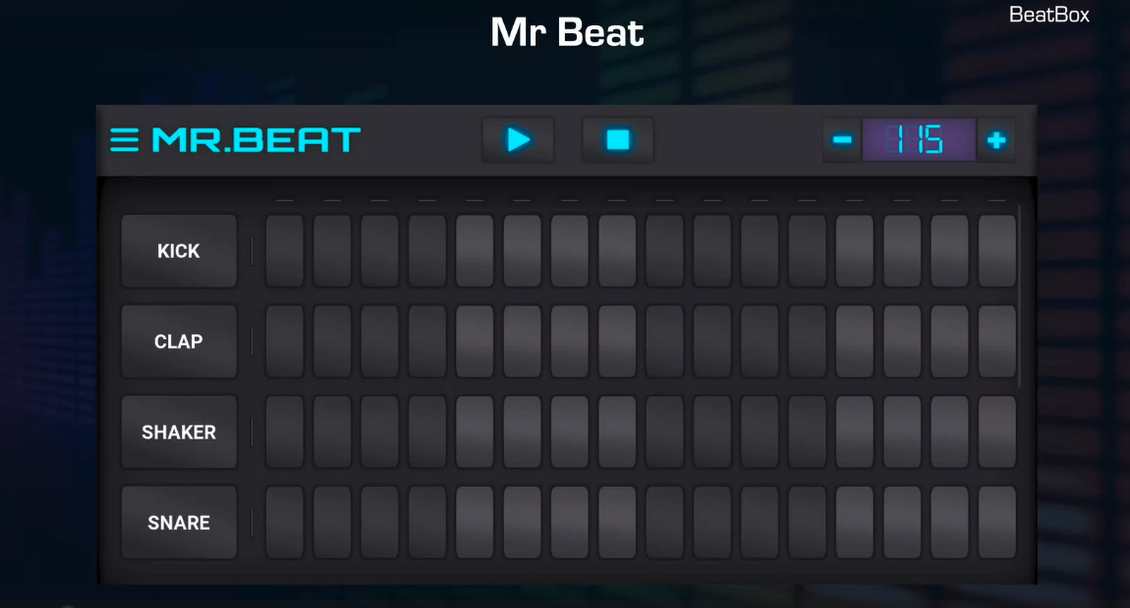 BeatBox
Mr Beat
MR.BEAT
115
KICK
CLAP
SHAKER
SNARE